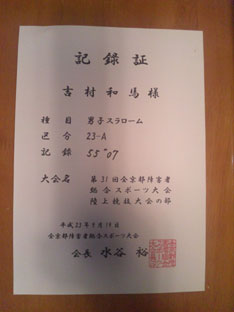 記録証
吉村和馬様
種目 男子スラローム
区分 23-A
記録 55"07
大会名 第31回全京都障害者
総合スポーツ大会
陸上競技大会の部
平成23年9月19日
全京都障害者総合スポーツ大会
会長 水谷 裕